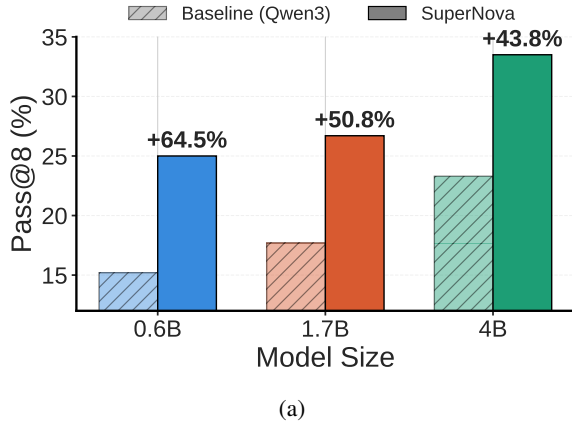 Baseline (Qwen3) SuperNova
Pass@8 (%)
35
30
25
20
15
+64.5%
+50.8%
+43.8%
0.6B 1.7B 4B
Model Size
(a)